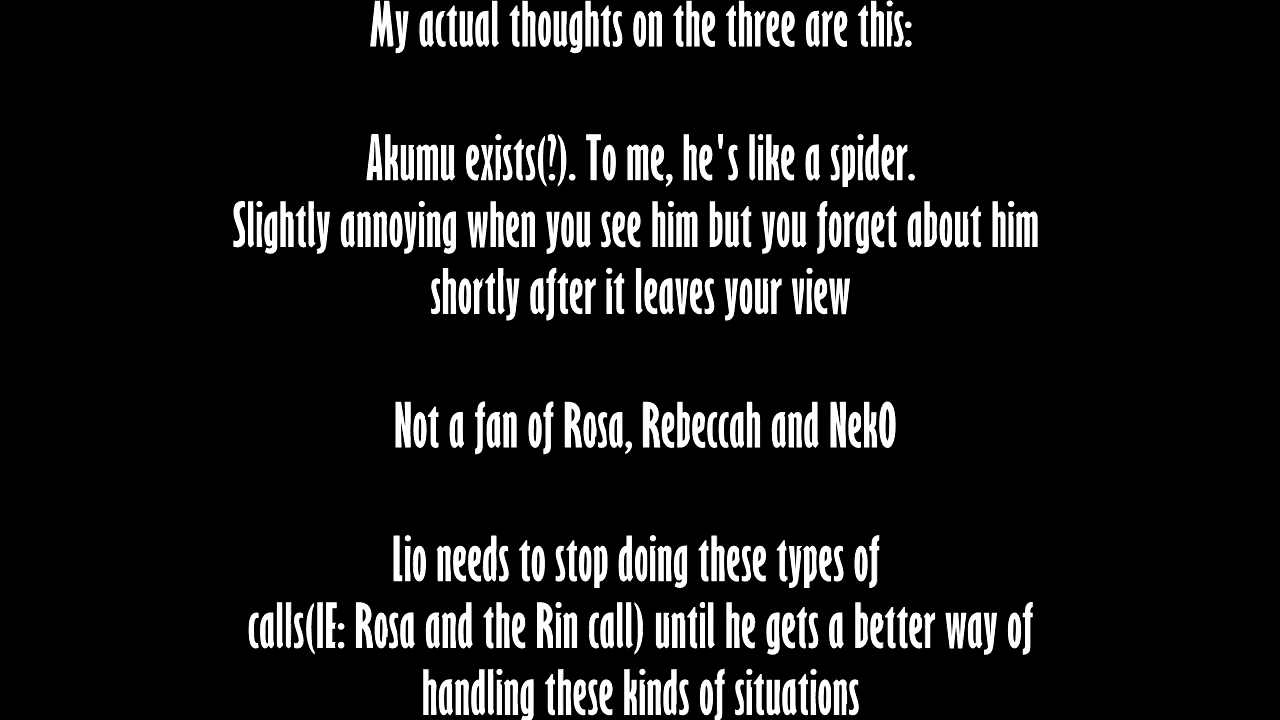 My actual thoughts on the three are this:
Akumu exists(?). To me, he's like a spider.
Slightly annoying when you see him but you forget about him
shortly after it leaves your view
Not a fan of Rosa, Rebeccah and NekO
Lio needs to stop doing these types of
calls(IE: Rosa and the Rin call) until he gets a better way of
handling these kinds of situations